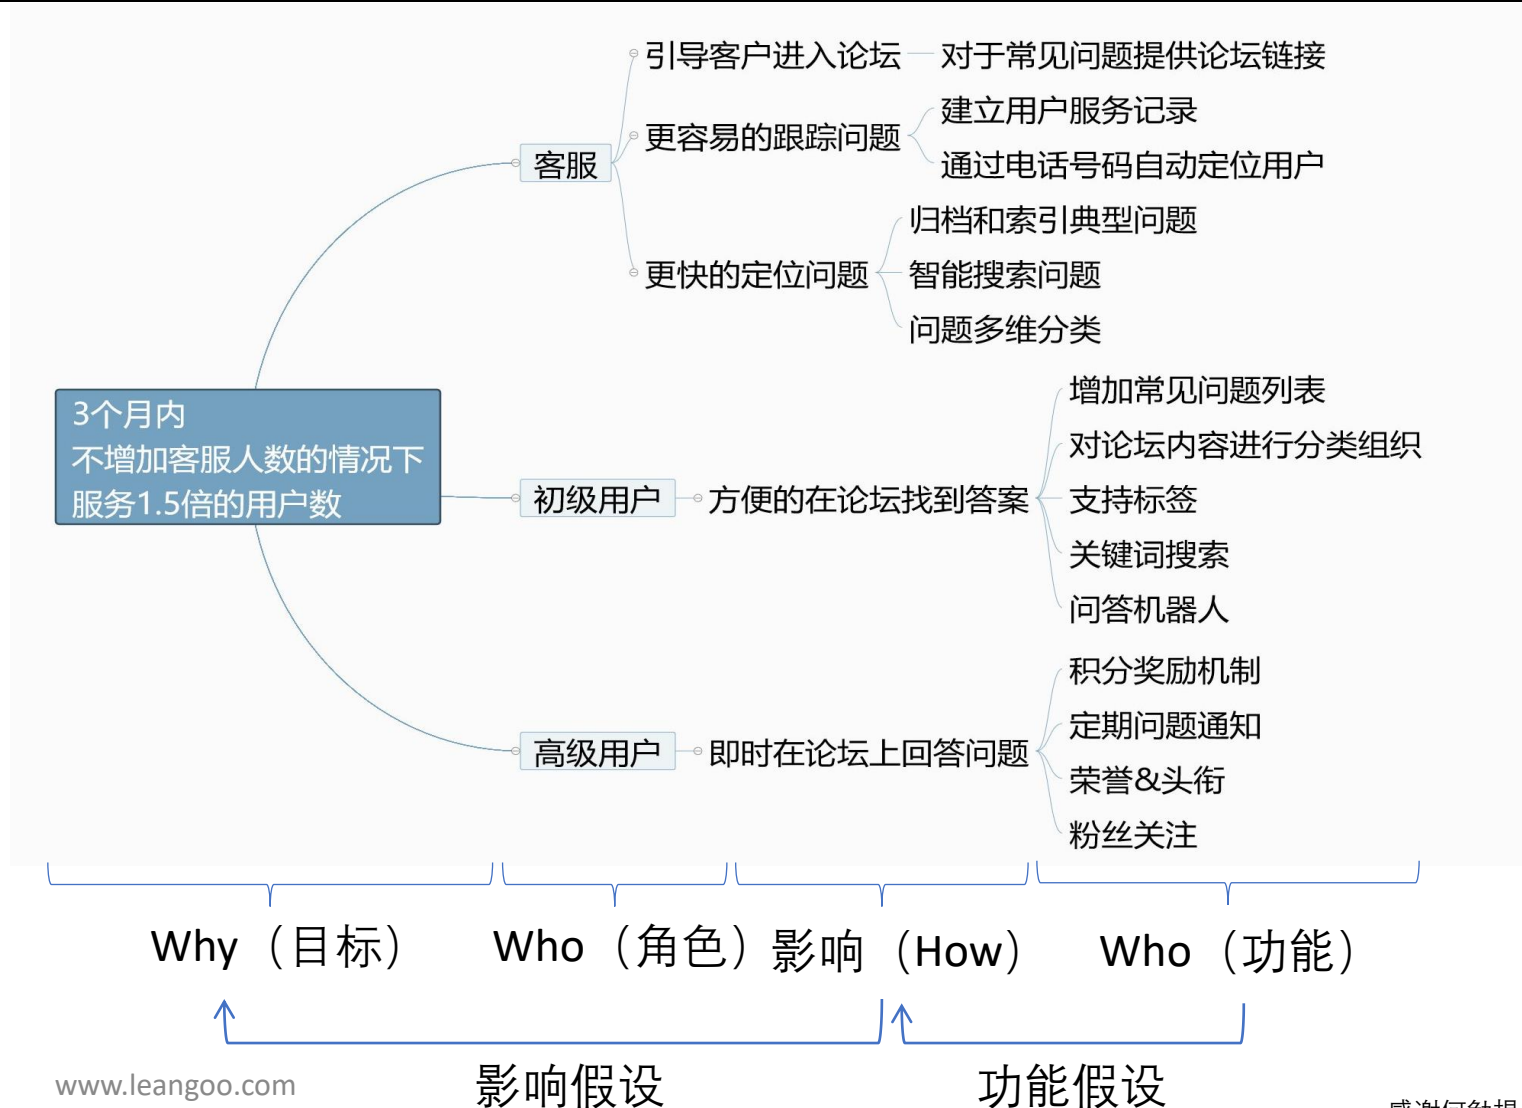 引导客户进入论坛
对于常见问题提供论坛链接
更容易的跟踪问题
建立用户服务记录
通过电话号码自动定位用户
客服
更快的定位问题
归档和索引典型问题
智能搜索问题
问题多维分类
3个月内
不增加客服人数的情况下
服务1.5倍的用户数
初级用户
方便的在论坛找到答案
增加常见问题列表
对论坛内容进行分类组织
支持标签
关键词搜索
问答机器人
高级用户
即时在论坛上回答问题
积分奖励机制
定期问题通知
荣誉&头衔
粉丝关注
Why（目标）
Who（角色）
影响（How）
Who（功能）
影响假设
功能假设
www.leangoo.com